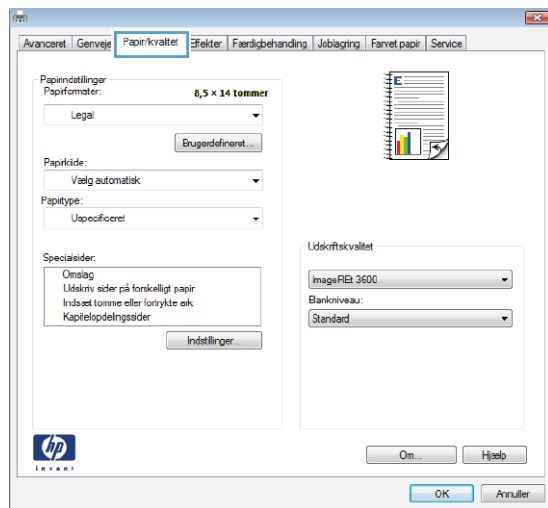 Avanceret Genveje Papir/kvalitet Effekter Færdigbehandling Joblagring Farvet papir Service
Papirindstillinger
Papirformater: 8,5 × 14 tommer
Legal
Brugerdefineret...
Papirkilde:
Vælg automatisk
Papirtype:
Uspecificeret
Specialsider:
Omslag
Udskriv sider på forskelligt papir
Indsæt tomme eller fortrykte ark
Kapitelopdelingssider
Indstillinger...
E
Udskriftskvalitet
ImageREt 3600
Blankniveau:
Standard
hp
invent
Om... Hjælp
OK Annuller